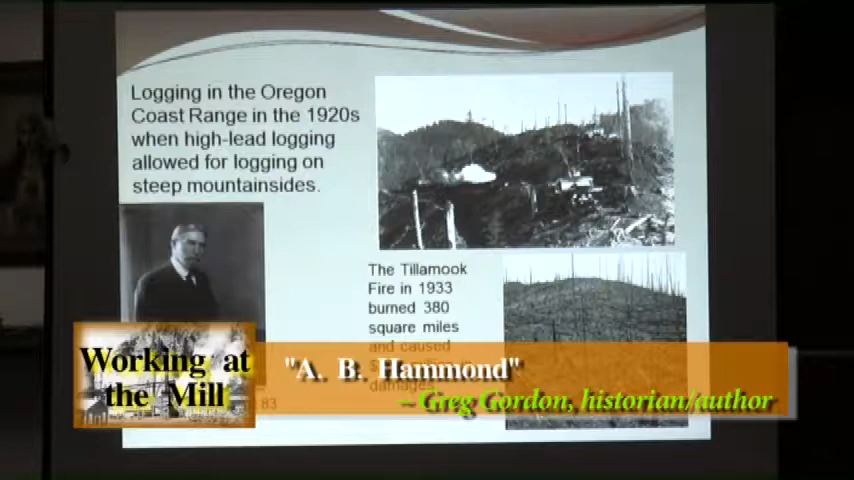 Logging in the Oregon
Coast Range in the 1920s
when high-lead logging
allowed for logging on
steep mountainsides.
The Tillamook
Fire in 1933
burned 380
square miles
and caused
damages.
83
Working at
the Mill
"A. B. Hammond"
– Greg Gordon, historian/author